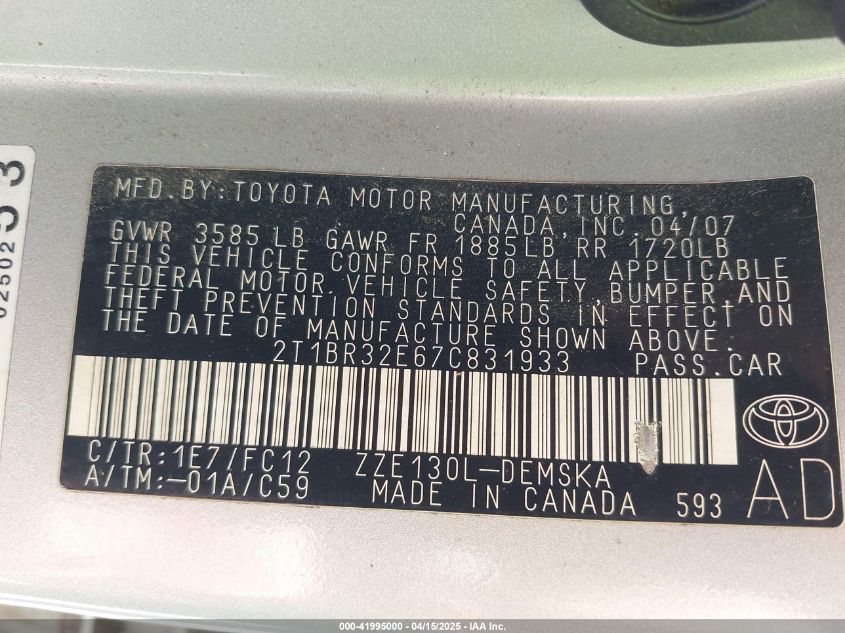 MFD.BY:TOYOTA MOTOR MANUFACTURING,
CANADA, INC. 04/07
GVWR 3585 LB GAWR FR 1885LB RR 1720LB
THIS VEHICLE CONFORMS TO ALL APPLICABLE
FEDERAL MOTOR VEHICLE SAFETY, BUMPER, AND
THEFT PREVENTION STANDARDS IN EFFECT ON
THE DATE OF MANUFACTURE SHOWN ABOVE.
2T1BR32E67C831933 PASS.CAR
C/TR:1E7/FC12 ZZE130L-DEMSKA
A/TM:-01A/C59 MADE IN CANADA 593 AD
0250253
000-41995000 - 04/15/2025 - IAA Inc.